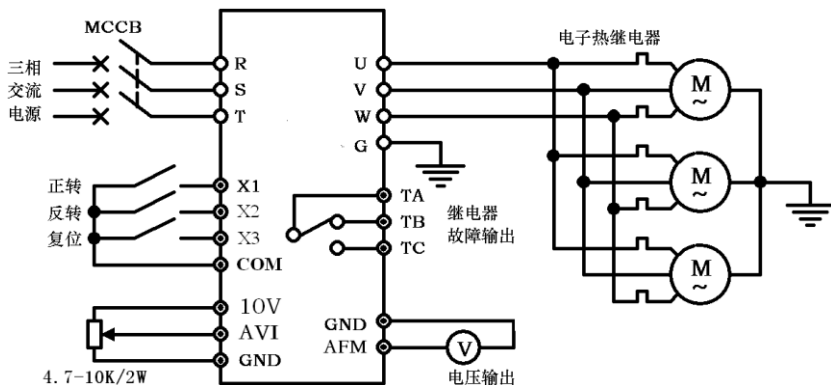 MCCB
三相
交流
电源
R
S
T
U
V
W
G
电子热继电器
M
~
M
~
M
~
正转
反转
复位
X1
X2
X3
COM
TA
TB
TC
继电器
故障输出
10V
AVI
GND
4.7-10K/2W
GND
AFM
V
电压输出